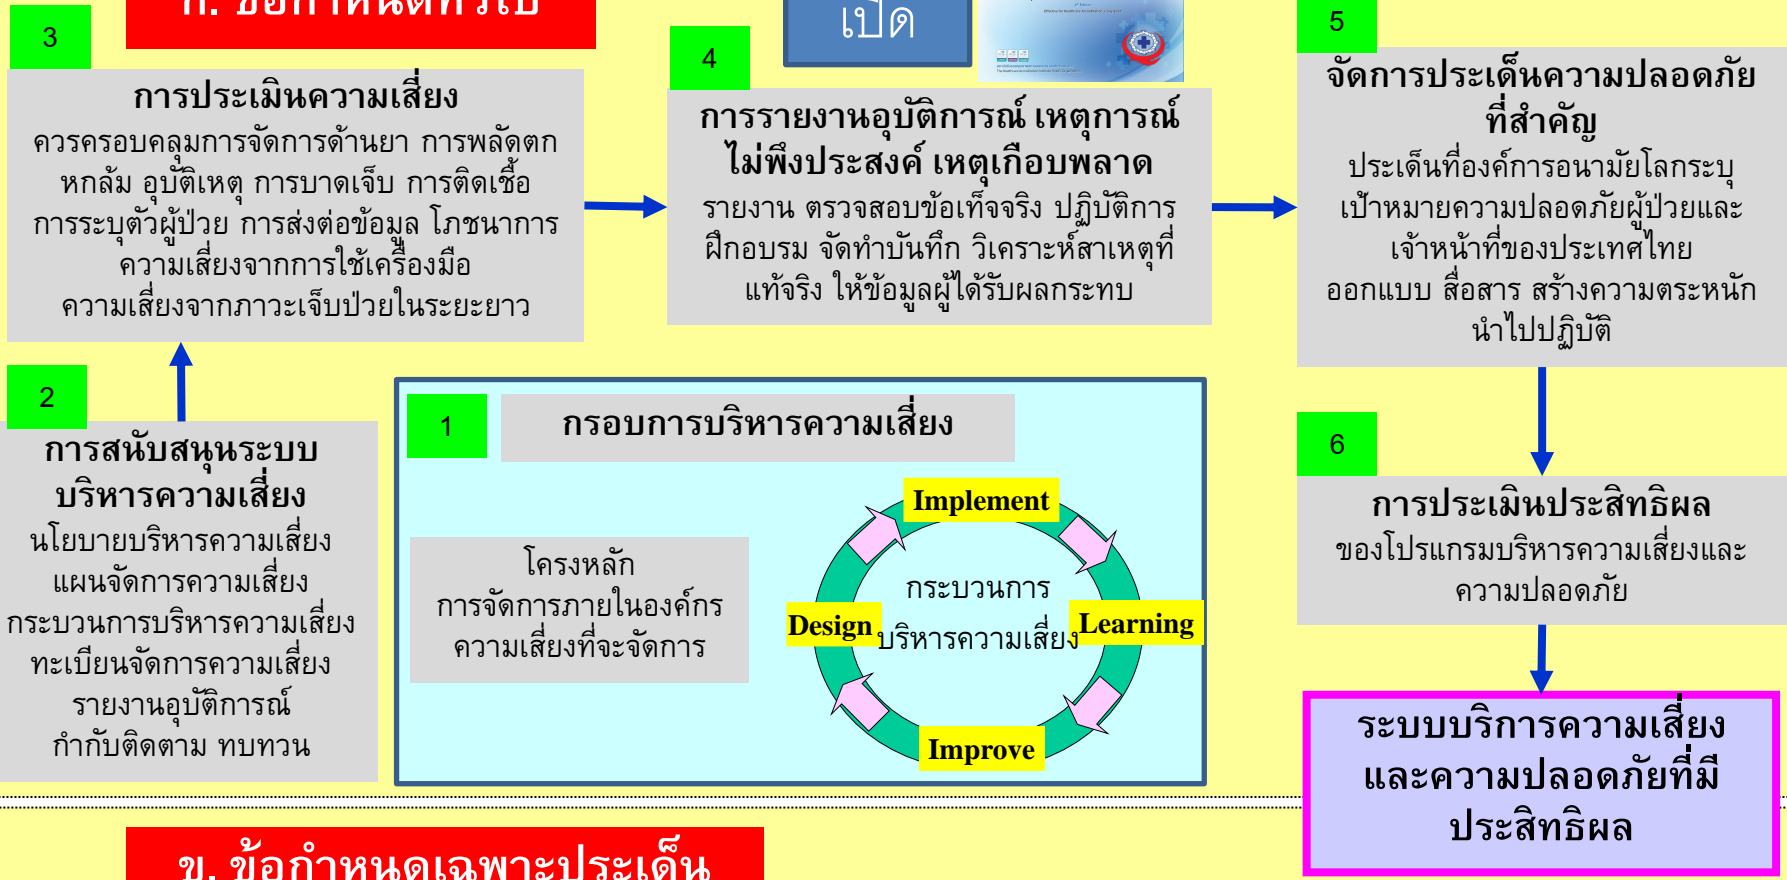 ก. ข้อกำหนดทั่วไป
เปิด
3
การประเมินความเสี่ยง
ควรครอบคลุมการจัดการด้านยา การพลัดตก
หกล้ม อุบัติเหตุ การบาดเจ็บ การติดเชื้อ
การระบุตัวผู้ป่วย การส่งต่อข้อมูล โภชนาการ
ความเสี่ยงจากการใช้เครื่องมือ
ความเสี่ยงจากภาวะเจ็บป่วยในระยะยาว
4
การรายงานอุบัติการณ์ เหตุการณ์
ไม่พึงประสงค์ เหตุเกือบพลาด
รายงาน ตรวจสอบข้อเท็จจริง ปฏิบัติการ
ฝึกอบรม จัดทำบันทึก วิเคราะห์สาเหตุที่
แท้จริง ให้ข้อมูลผู้ได้รับผลกระทบ
5
จัดการประเด็นความปลอดภัย
ที่สำคัญ
ประเด็นที่องค์การอนามัยโลกระบุ
เป้าหมายความปลอดภัยผู้ป่วยและ
เจ้าหน้าที่ของประเทศไทย
ออกแบบ สื่อสาร สร้างความตระหนัก
นำไปปฏิบัติ
2
การสนับสนุนระบบ
บริหารความเสี่ยง
นโยบายบริหารความเสี่ยง
แผนจัดการความเสี่ยง
กระบวนการบริหารความเสี่ยง
ทะเบียนจัดการความเสี่ยง
รายงานอุบัติการณ์
กำกับติดตาม ทบทวน
1
กรอบการบริหารความเสี่ยง
โครงหลัก
การจัดการภายในองค์กร
ความเสี่ยงที่จะจัดการ
Implement
กระบวนการ
Design
บริหารความเสี่ยง
Learning
Improve
6
การประเมินประสิทธิผล
ของโปรแกรมบริหารความเสี่ยงและ
ความปลอดภัย
ระบบบริการความเสี่ยง
และความปลอดภัยที่มี
ประสิทธิผล
ข. ข้อกำหนดเฉพาะประเด็น